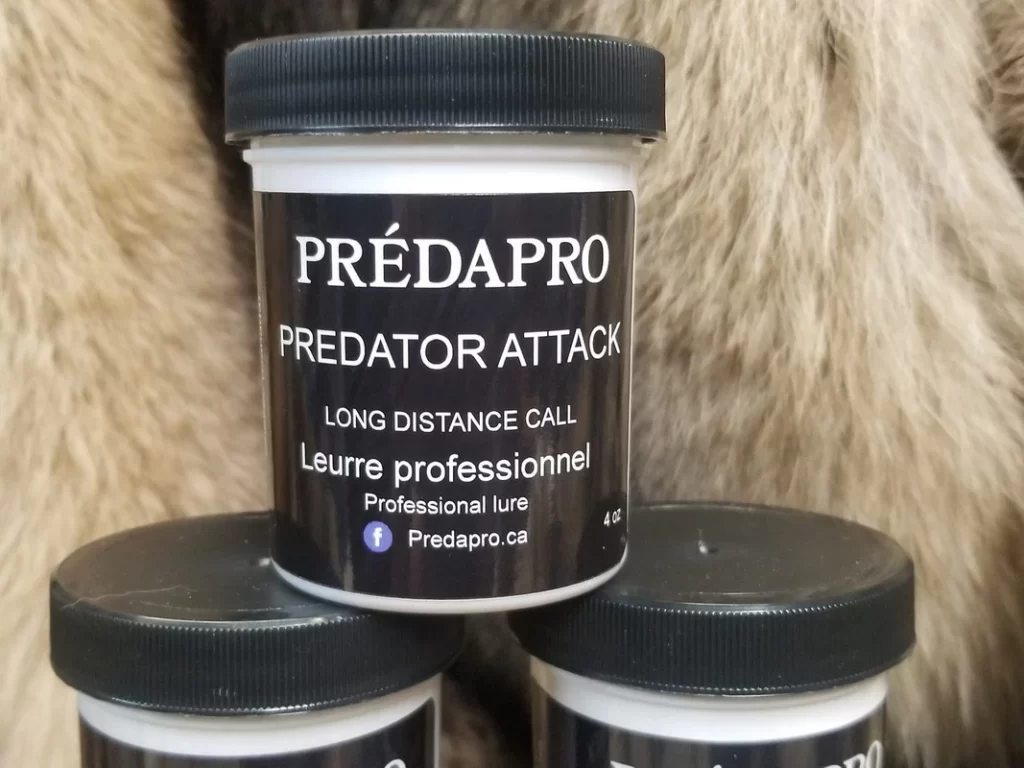 PRÉDAPRO
PREDATOR ATTACK
LONG DISTANCE CALL
Leurre professionnel
Professional lure
4 oz
f Predapro.ca